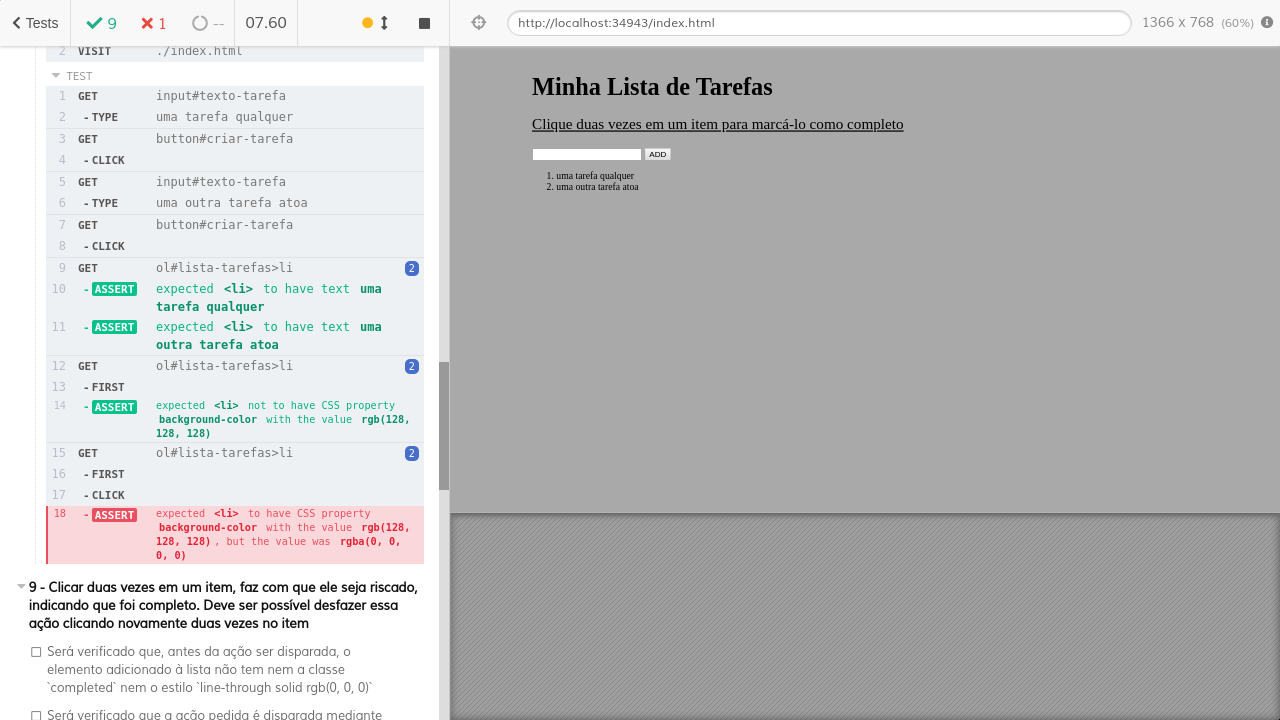 Tests 9 1 -- 07.60
http://localhost:34943/index.html 1366 x 768 (60%)
2 VISIT ./index.html
TEST
1 GET input#texto-tarefa
2 - TYPE uma tarefa qualquer
3 GET button#criar-tarefa
4 - CLICK
5 GET input#texto-tarefa
6 - TYPE uma outra tarefa atoa
7 GET button#criar-tarefa
8 - CLICK
9 GET ol#lista-tarefas>li 2
10 - ASSERT expected <li> to have text uma
tarefa qualquer
11 - ASSERT expected <li> to have text uma
outra tarefa atoa
12 GET ol#lista-tarefas>li 2
13 - FIRST
14 - ASSERT expected <li> not to have CSS property
background-color with the value rgb(128,
128, 128)
15 GET ol#lista-tarefas>li 2
16 - FIRST
17 - CLICK
18 - ASSERT expected <li> to have CSS property
background-color with the value rgb(128,
128, 128) , but the value was rgba(0, 0,
0, 0)
9 - Clicar duas vezes em um item, faz com que ele seja riscado,
indicando que foi completo. Deve ser possível desfazer essa
ação clicando novamente duas vezes no item
Será verificado que, antes da ação ser disparada, o
elemento adicionado à lista não tem nem a classe
`completed` nem o estilo `line-through solid rgb(0, 0, 0)`
Será verificado que a ação pedida é disparada mediante
Minha Lista de Tarefas
Clique duas vezes em um item para marcá-lo como completo
ADD
1. uma tarefa qualquer
2. uma outra tarefa atoa